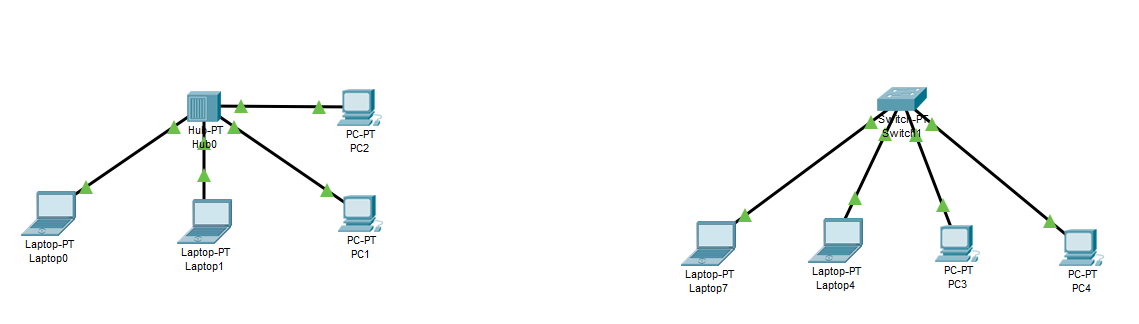 Hub-PT
Hub0
PC-PT
PC2
Laptop-PT
Laptop0
Laptop-PT
Laptop1
PC-PT
PC1
Switch-PT
Switch1
Laptop-PT
Laptop7
Laptop-PT
Laptop4
PC-PT
PC3
PC-PT
PC4